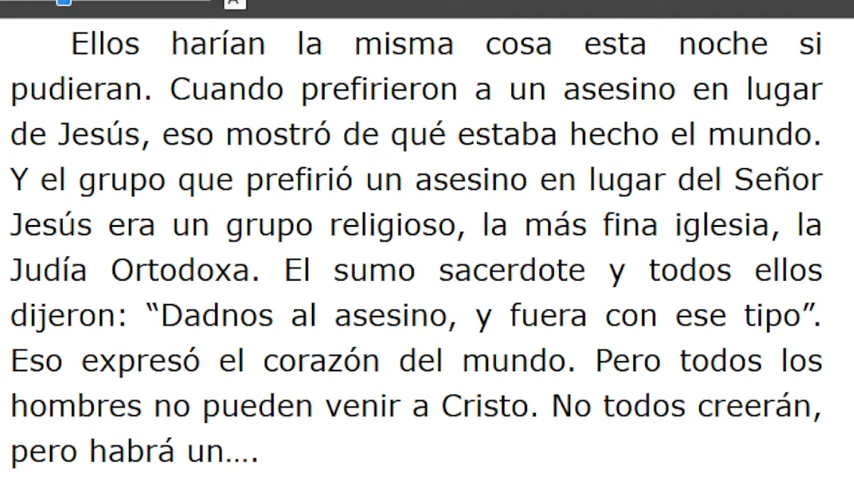 Ellos harían la misma cosa esta noche si
pudieran. Cuando prefirieron a un asesino en lugar
de Jesús, eso mostró de qué estaba hecho el mundo.
Y el grupo que prefirió un asesino en lugar del Señor
Jesús era un grupo religioso, la más fina iglesia, la
Judía Ortodoxa. El sumo sacerdote y todos ellos
dijeron: “Dadnos al asesino, y fuera con ese tipo”.
Eso expresó el corazón del mundo. Pero todos los
hombres no pueden venir a Cristo. No todos creerán,
pero habrá un….